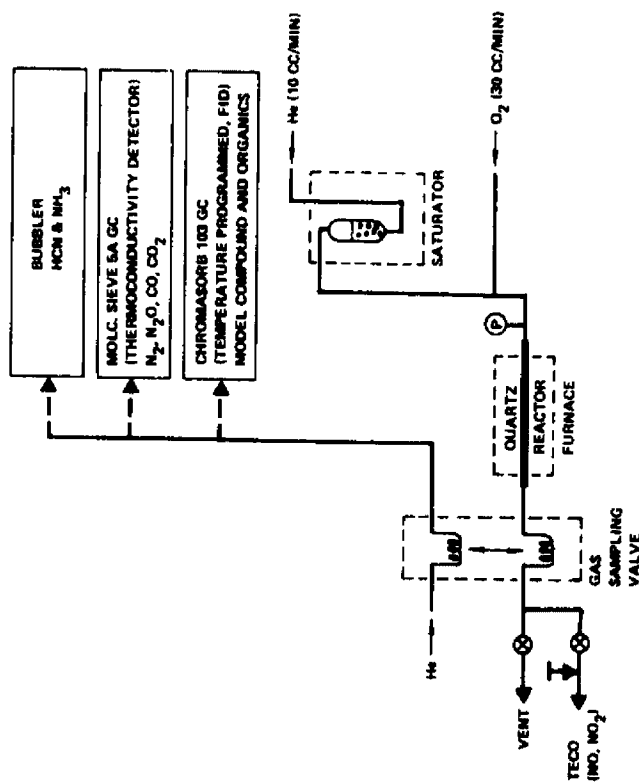 BUBBLER
HCN & NH3
MOLC. SIEVE 5A GC
(THERMOCONDUCTIVITY DETECTOR)
N2, N2O, CO, CO2
CHROMASORB 103 GC
(TEMPERATURE PROGRAMMED, FID)
MODEL COMPOUND AND ORGANICS
He (10 CC/MIN)
SATURATOR
O2 (30 CC/MIN)
P
QUARTZ
REACTOR
FURNACE
He
GAS
SAMPLING
VALVE
VENT
TECO
(NO, NO2)